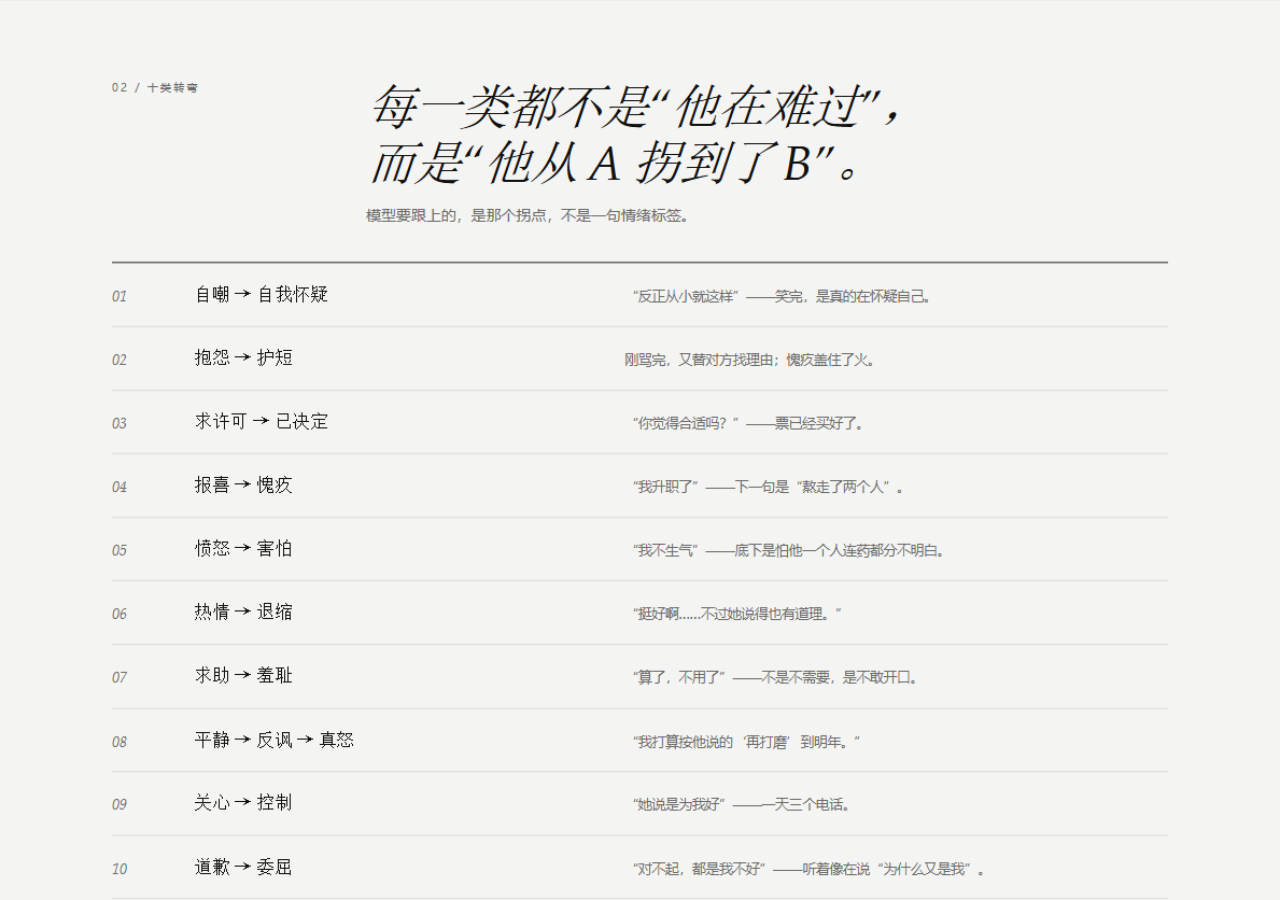 02 / 十类转弯
每一类都不是“他在难过”，
而是“他从 A 拐到了 B”。
模型要跟上的，是那个拐点，不是一句情绪标签。
01 自嘲 → 自我怀疑 “反正从小就这样” ——笑完，是真的在怀疑自己。
02 抱怨 → 护短 刚骂完，又替对方找理由；愧疚盖住了火。
03 求许可 → 已决定 “你觉得合适吗？” ——票已经买好了。
04 报喜 → 愧疚 “我升职了” ——下一句是“熬走了两个人”。
05 愤怒 → 害怕 “我不生气” ——底下是怕他一个人连药都分不明白。
06 热情 → 退缩 “挺好啊……不过她说得也有道理。”
07 求助 → 羞耻 “算了，不用了” ——不是不需要，是不敢开口。
08 平静 → 反讽 → 真怒 “我打算按他说的‘再打磨’到明年。”
09 关心 → 控制 “她说是为我好” ——一天三个电话。
10 道歉 → 委屈 “对不起，都是我不好” ——听着像在说“为什么又是我”。